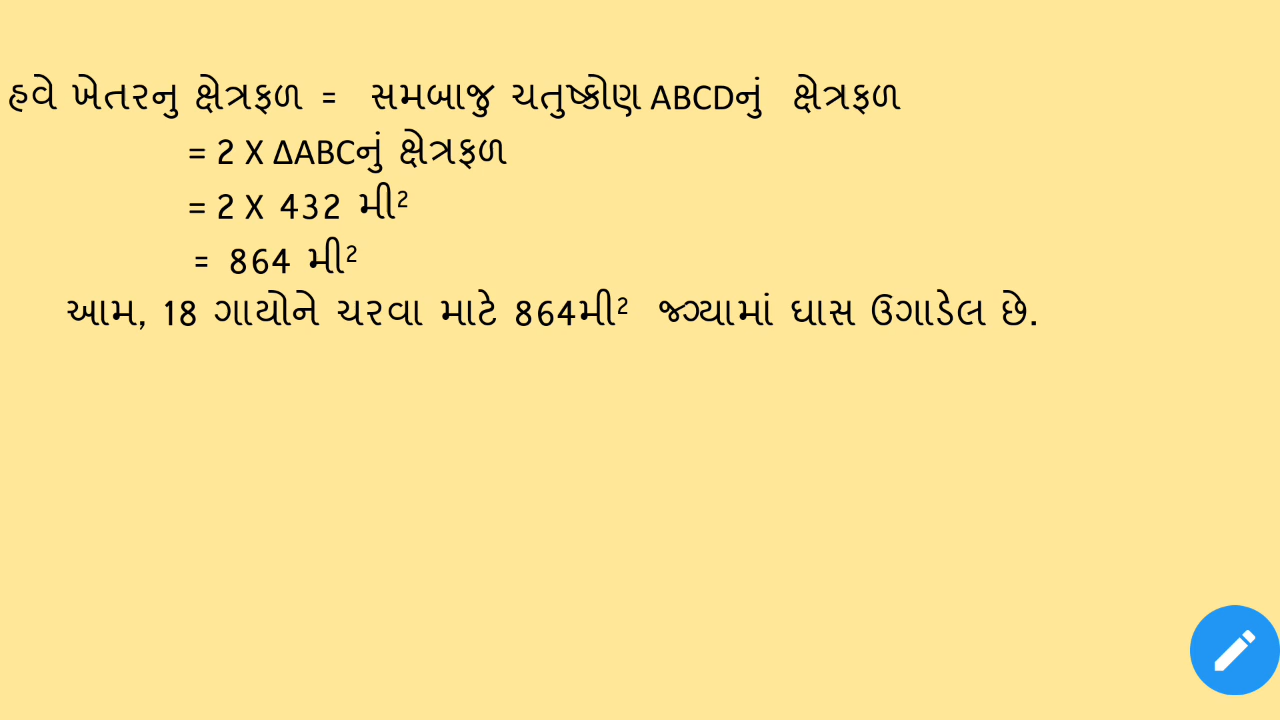 હવે ખેતરનુ ક્ષેત્રફળ = સમબાજુ ચતુષ્કોણ ABCDનું ક્ષેત્રફળ
= 2 X ΔABCનું ક્ષેત્રફળ
= 2 X 432 મી²
= 864 મી²
આમ, 18 ગાયોને ચરવા માટે 864મી² જ્ગ્યામાં ઘાસ ઉગાડેલ છે.